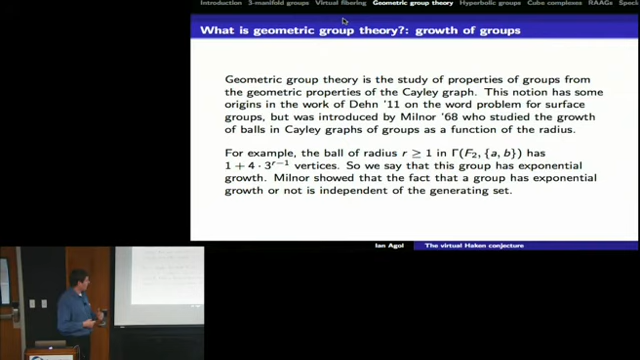 Introduction 3-manifold groups Virtual fibering Geometric group theory Hyperbolic groups Cube complexes RAAGs Speci
What is geometric group theory?: growth of groups
Geometric group theory is the study of properties of groups from
the geometric properties of the Cayley graph. This notion has some
origins in the work of Dehn '11 on the word problem for surface
groups, but was introduced by Milnor '68 who studied the growth
of balls in Cayley graphs of groups as a function of the radius.
For example, the ball of radius r ≥ 1 in Γ(F₂, {a, b}) has
1 + 4 · 3ʳ⁻¹ vertices. So we say that this group has exponential
growth. Milnor showed that the fact that a group has exponential
growth or not is independent of the generating set.
Ian Agol The virtual Haken conjecture